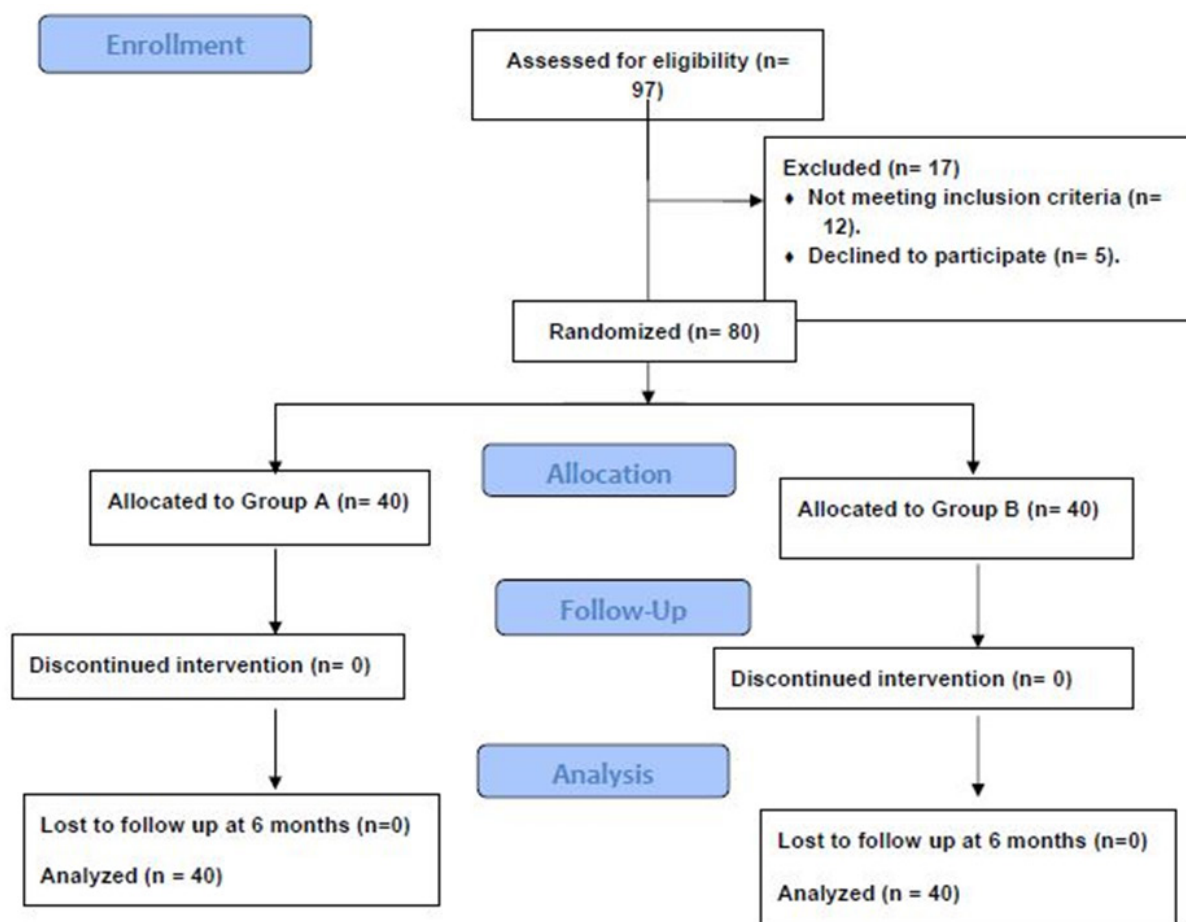 Enrollment
Assessed for eligibility (n=
97)
Excluded (n= 17)
♦ Not meeting inclusion criteria (n=
12).
♦ Declined to participate (n= 5).
Randomized (n= 80)
Allocation
Allocated to Group A (n= 40)
Allocated to Group B (n= 40)
Follow-Up
Discontinued intervention (n= 0)
Discontinued intervention (n= 0)
Analysis
Lost to follow up at 6 months (n=0)
Analyzed (n = 40)
Lost to follow up at 6 months (n=0)
Analyzed (n = 40)